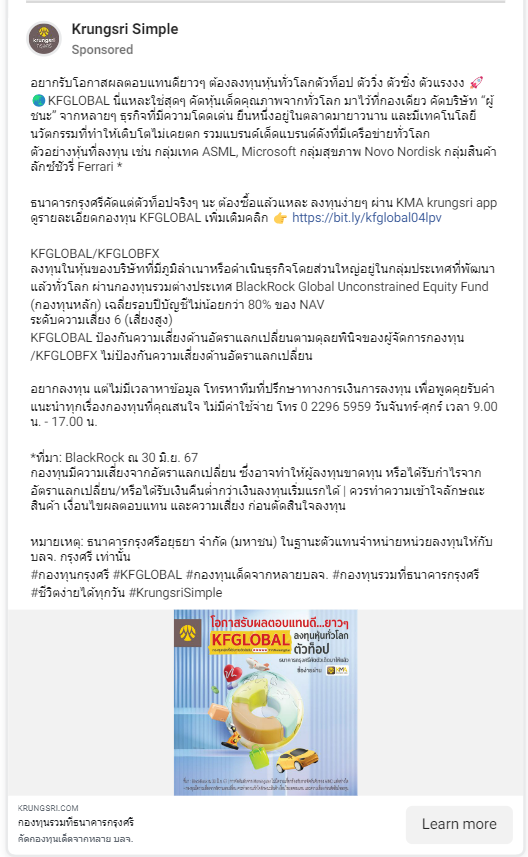 Krungsri Simple
Sponsored
krungsri
กรุงศรี
อยากรับโอกาสผลตอบแทนดียาวๆ ต้องลงทุนหุ้นทั่วโลกตัวท็อป ตัววิ่ง ตัวซิ่ง ตัวแรงงง 🚀
🌏KFGLOBAL นี่แหละใช่สุดๆ คัดหุ้นเด็ดคุณภาพจากทั่วโลก มาไว้ที่กองเดียว คัดบริษัท “ผู้
ชนะ” จากหลายๆ ธุรกิจที่มีความโดดเด่น ยืนหนึ่งอยู่ในตลาดมายาวนาน และมีเทคโนโลยี
นวัตกรรมที่ทำให้เติบโตไม่เคยตก รวมแบรนด์เด็ดแบรนด์ดังที่มีเครือข่ายทั่วโลก
ตัวอย่างหุ้นที่ลงทุน เช่น กลุ่มเทค ASML, Microsoft กลุ่มสุขภาพ Novo Nordisk กลุ่มสินค้า
ลักซ์ชัวรี่ Ferrari *
ธนาคารกรุงศรีคัดแต่ตัวท็อปจริงๆ นะ ต้องซื้อแล้วแหละ ลงทุนง่ายๆ ผ่าน KMA krungsri app
ดูรายละเอียดกองทุน KFGLOBAL เพิ่มเติมคลิก 👉 https://bit.ly/kfglobal04lpv
KFGLOBAL/KFGLOBFX
ลงทุนในหุ้นของบริษัทที่มีภูมิลำเนาหรือดำเนินธุรกิจโดยส่วนใหญ่อยู่ในกลุ่มประเทศที่พัฒนา
แล้วทั่วโลก ผ่านกองทุนรวมต่างประเทศ BlackRock Global Unconstrained Equity Fund
(กองทุนหลัก) เฉลี่ยรอบปีบัญชีไม่น้อยกว่า 80% ของ NAV
ระดับความเสี่ยง 6 (เสี่ยงสูง)
KFGLOBAL ป้องกันความเสี่ยงด้านอัตราแลกเปลี่ยนตามดุลยพินิจของผู้จัดการกองทุน
/KFGLOBFX ไม่ป้องกันความเสี่ยงด้านอัตราแลกเปลี่ยน
อยากลงทุน แต่ไม่มีเวลาหาข้อมูล โทรหาทีมที่ปรึกษาทางการเงินการลงทุน เพื่อพูดคุยรับคำ
แนะนำทุกเรื่องกองทุนที่คุณสนใจ ไม่มีค่าใช้จ่าย โทร 0 2296 5959 วันจันทร์-ศุกร์ เวลา 9.00
น. - 17.00 น.
*ที่มา: BlackRock ณ 30 มิ.ย. 67
กองทุนมีความเสี่ยงจากอัตราแลกเปลี่ยน ซึ่งอาจทำให้ผู้ลงทุนขาดทุน หรือได้รับกำไรจาก
อัตราแลกเปลี่ยน/หรือได้รับเงินคืนต่ำกว่าเงินลงทุนเริ่มแรกได้ | ควรทำความเข้าใจลักษณะ
สินค้า เงื่อนไขผลตอบแทน และความเสี่ยง ก่อนตัดสินใจลงทุน
หมายเหตุ: ธนาคารกรุงศรีอยุธยา จำกัด (มหาชน) ในฐานะตัวแทนจำหน่ายหน่วยลงทุนให้กับ
บลจ. กรุงศรี เท่านั้น
#กองทุนกรุงศรี #KFGLOBAL #กองทุนเด็ดจากหลายบลจ. #กองทุนรวมที่ธนาคารกรุงศรี
#ชีวิตง่ายได้ทุกวัน #KrungsriSimple
โอกาสรับผลตอบแทนดี...ยาวๆ
KFGLOBAL ลงทุนหุ้นทั่วโลก
ตัวท็อป
ธนาคารกรุงศรีคัดตัวเด็ดมาให้แล้ว
ซื้อง่ายผ่าน
KRUNGSRI.COM
กองทุนรวมที่ธนาคารกรุงศรี
คัดกองทุนเด็ดจากหลาย บลจ.
Learn more